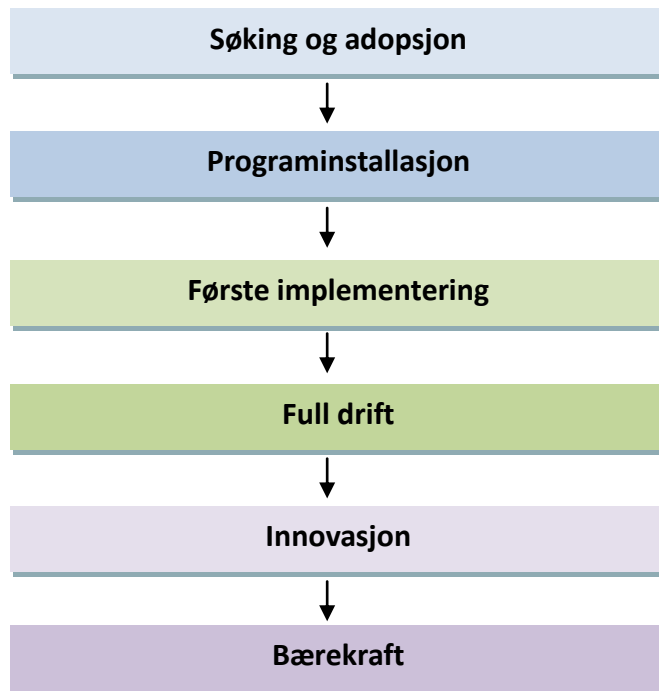 Søking og adopsjon
Programinstallasjon
Første implementering
Full drift
Innovasjon
Bærekraft